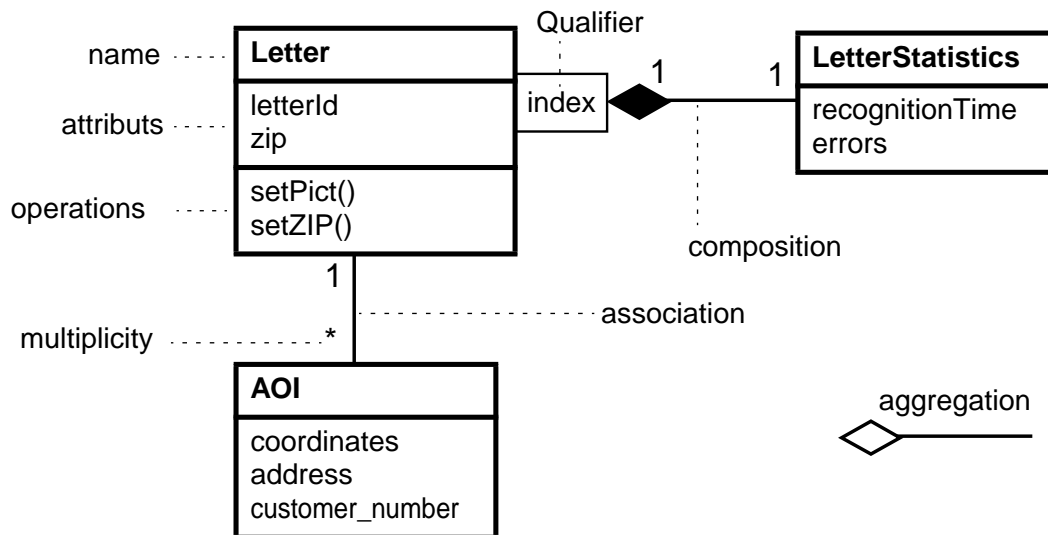 Qualifier
name
Letter
1
1
LetterStatistics
index
attributs
letterId
zip
recognitionTime
errors
operations
setPict()
setZIP()
composition
1
association
multiplicity
*
AOI
aggregation
coordinates
address
customer_number